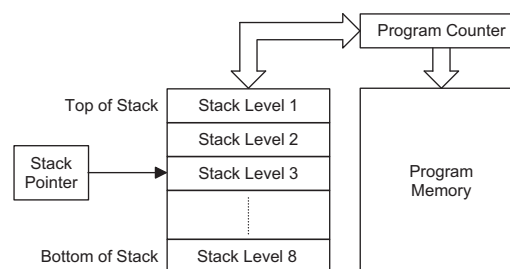 Program Counter
Top of Stack
Stack Level 1
Stack Level 2
Stack
Pointer
Stack Level 3
Program
Memory
Bottom of Stack
Stack Level 8